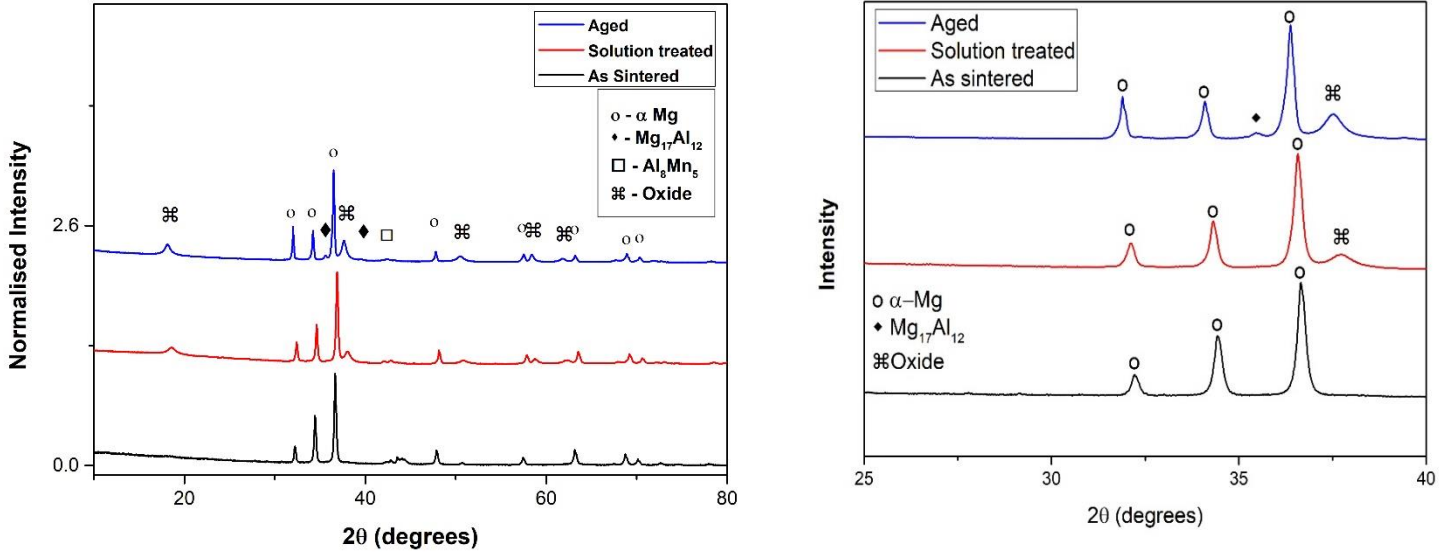 Aged
Solution treated
As Sintered
o - α Mg
♦ - Mg₁₇Al₁₂
□ - Al₈Mn₅
⌘ - Oxide
Normalised Intensity
2.6
0.0
20
40
60
80
2θ (degrees)
Aged
Solution treated
As sintered
Intensity
o α–Mg
♦ Mg₁₇Al₁₂
⌘Oxide
25
30
35
40
2θ (degrees)